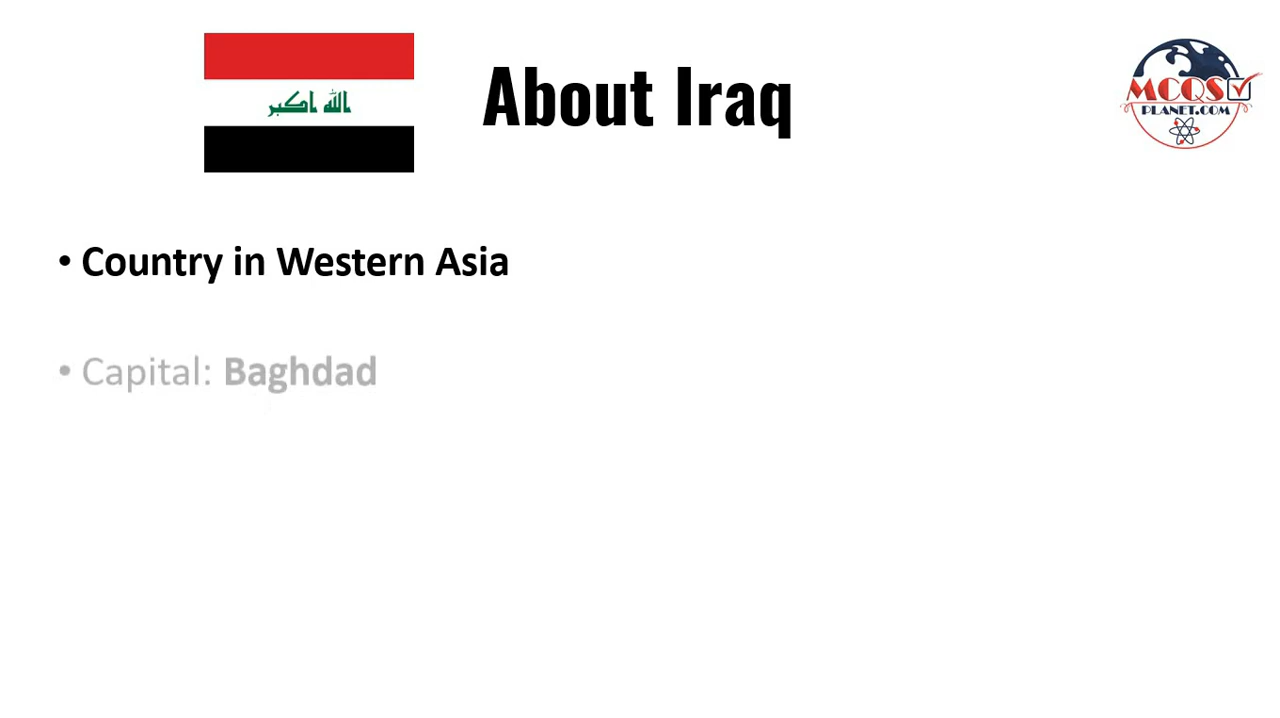 الله اكبر
About Iraq
MCQS
PLANET.COM
• Country in Western Asia
• Capital: Baghdad